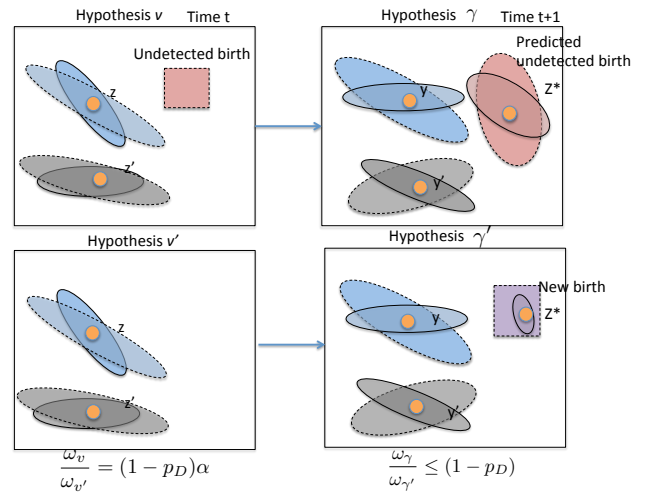 Hypothesis v Time t
Undetected birth
z
z'
Hypothesis γ Time t+1
Predicted
undetected birth
y
Z*
y'
Hypothesis v'
z
z'
Hypothesis γ'
New birth
y
Z*
y'
ω_v/ω_v' = (1 − p_D)α
ω_γ/ω_γ' ≤ (1 − p_D)